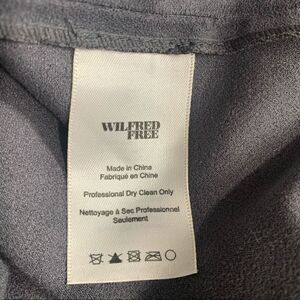 WILFRED
FREE
Made in China
Fabriqué en Chine
Professional Dry Clean Only
Nettoyage à Sec Professionnel
Seulement